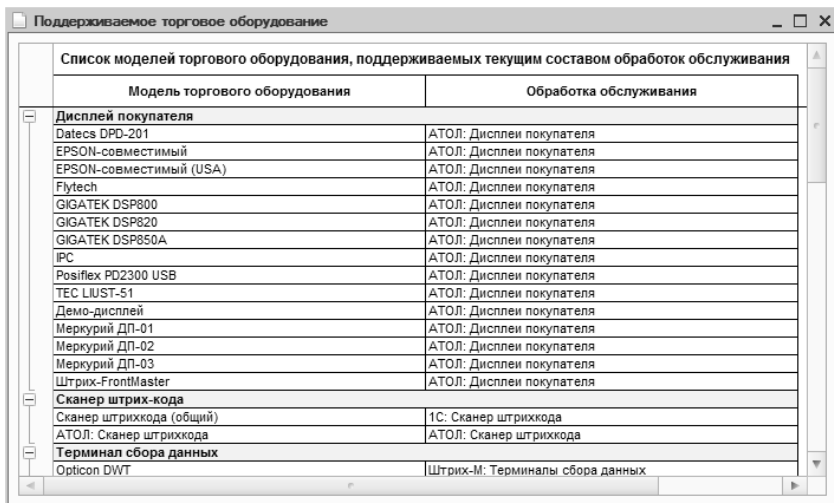 Поддерживаемое торговое оборудование
Список моделей торгового оборудования, поддерживаемых текущим составом обработок обслуживания
Модель торгового оборудования Обработка обслуживания
Дисплей покупателя
Datecs DPD-201 АТОЛ: Дисплеи покупателя
EPSON-совместимый АТОЛ: Дисплеи покупателя
EPSON-совместимый (USA) АТОЛ: Дисплеи покупателя
Flytech АТОЛ: Дисплеи покупателя
GIGATEK DSP800 АТОЛ: Дисплеи покупателя
GIGATEK DSP820 АТОЛ: Дисплеи покупателя
GIGATEK DSP850A АТОЛ: Дисплеи покупателя
IPC АТОЛ: Дисплеи покупателя
Posiflex PD2300 USB АТОЛ: Дисплеи покупателя
TEC LIUST-51 АТОЛ: Дисплеи покупателя
Демо-дисплей АТОЛ: Дисплеи покупателя
Меркурий ДП-01 АТОЛ: Дисплеи покупателя
Меркурий ДП-02 АТОЛ: Дисплеи покупателя
Меркурий ДП-03 АТОЛ: Дисплеи покупателя
Штрих-FrontMaster АТОЛ: Дисплеи покупателя
Сканер штрих-кода
Сканер штрихкода (общий) 1С: Сканер штрихкода
АТОЛ: Сканер штрихкода АТОЛ: Сканер штрихкода
Терминал сбора данных
Opticon DWT Штрих-М: Терминалы сбора данных